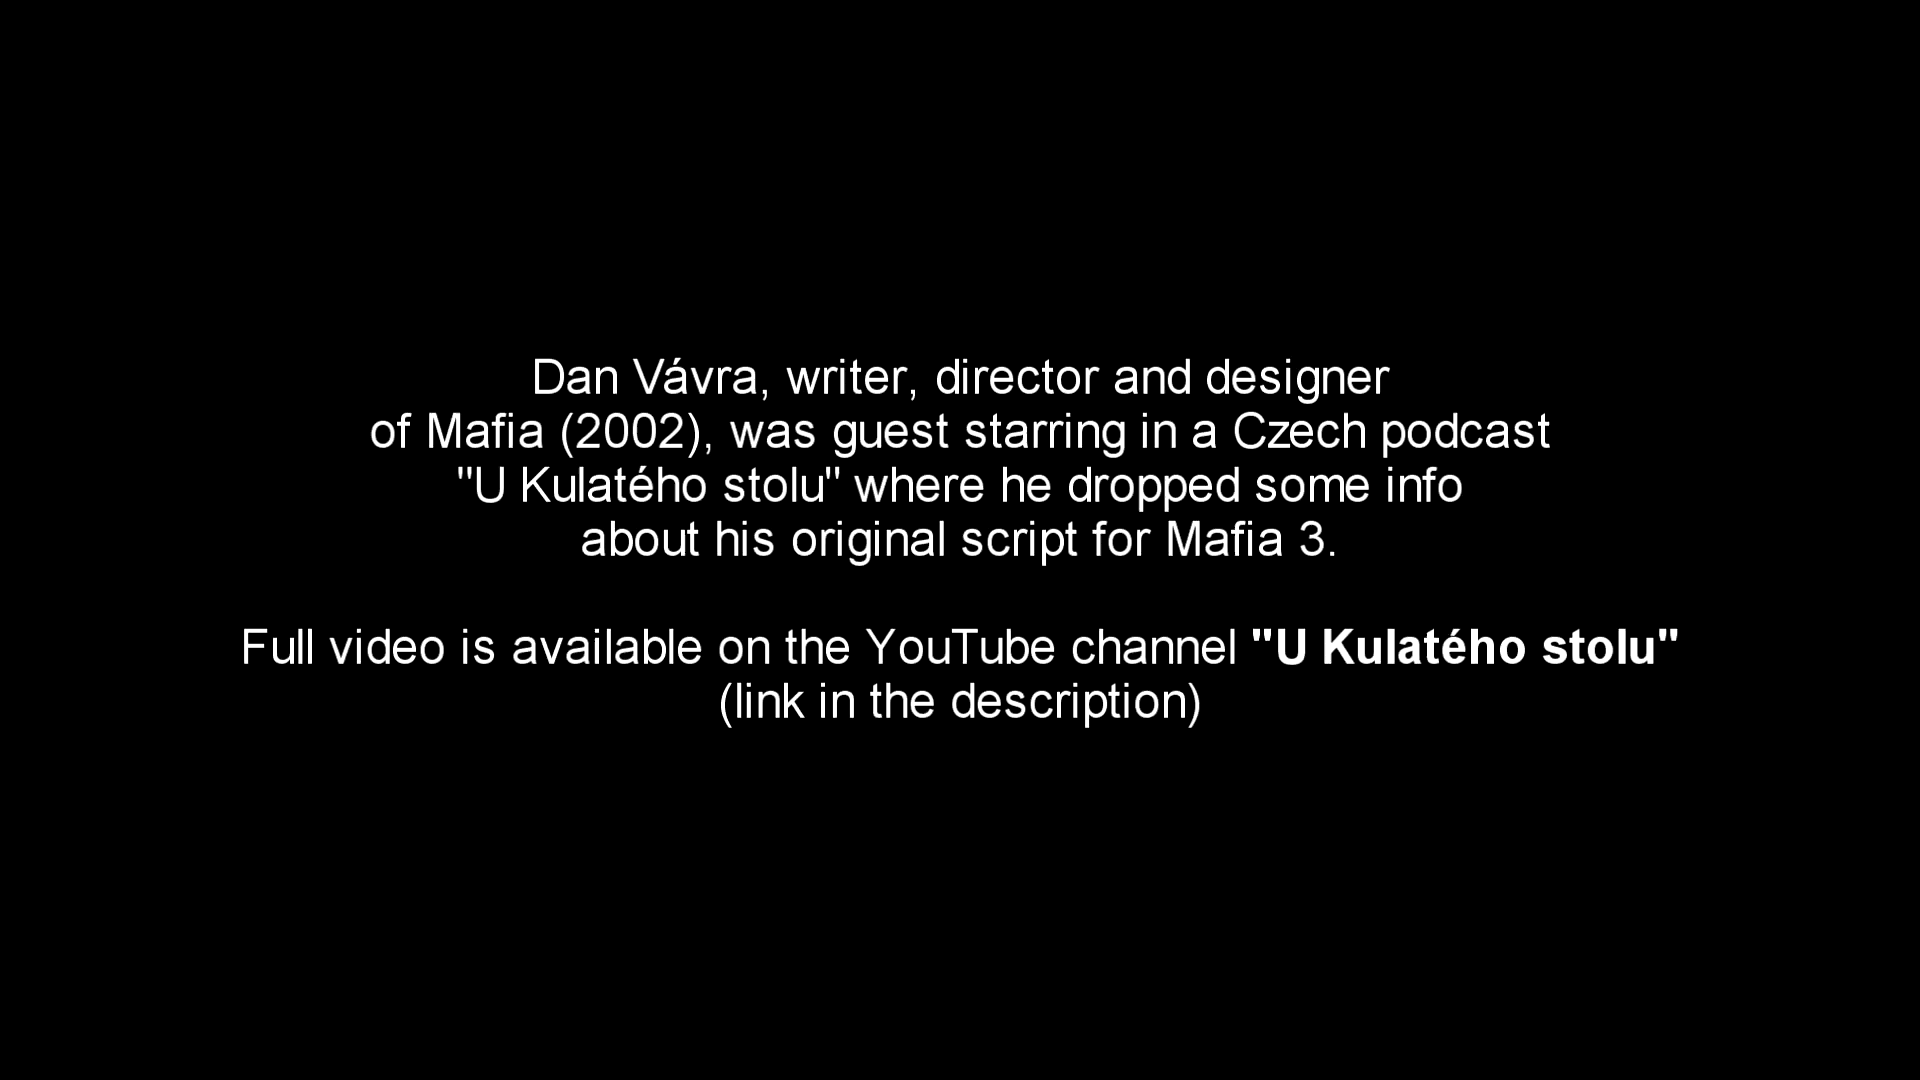 Dan Vávra, writer, director and designer
of Mafia (2002), was guest starring in a Czech podcast
"U Kulatého stolu" where he dropped some info
about his original script for Mafia 3.
Full video is available on the YouTube channel "U Kulatého stolu"
(link in the description)